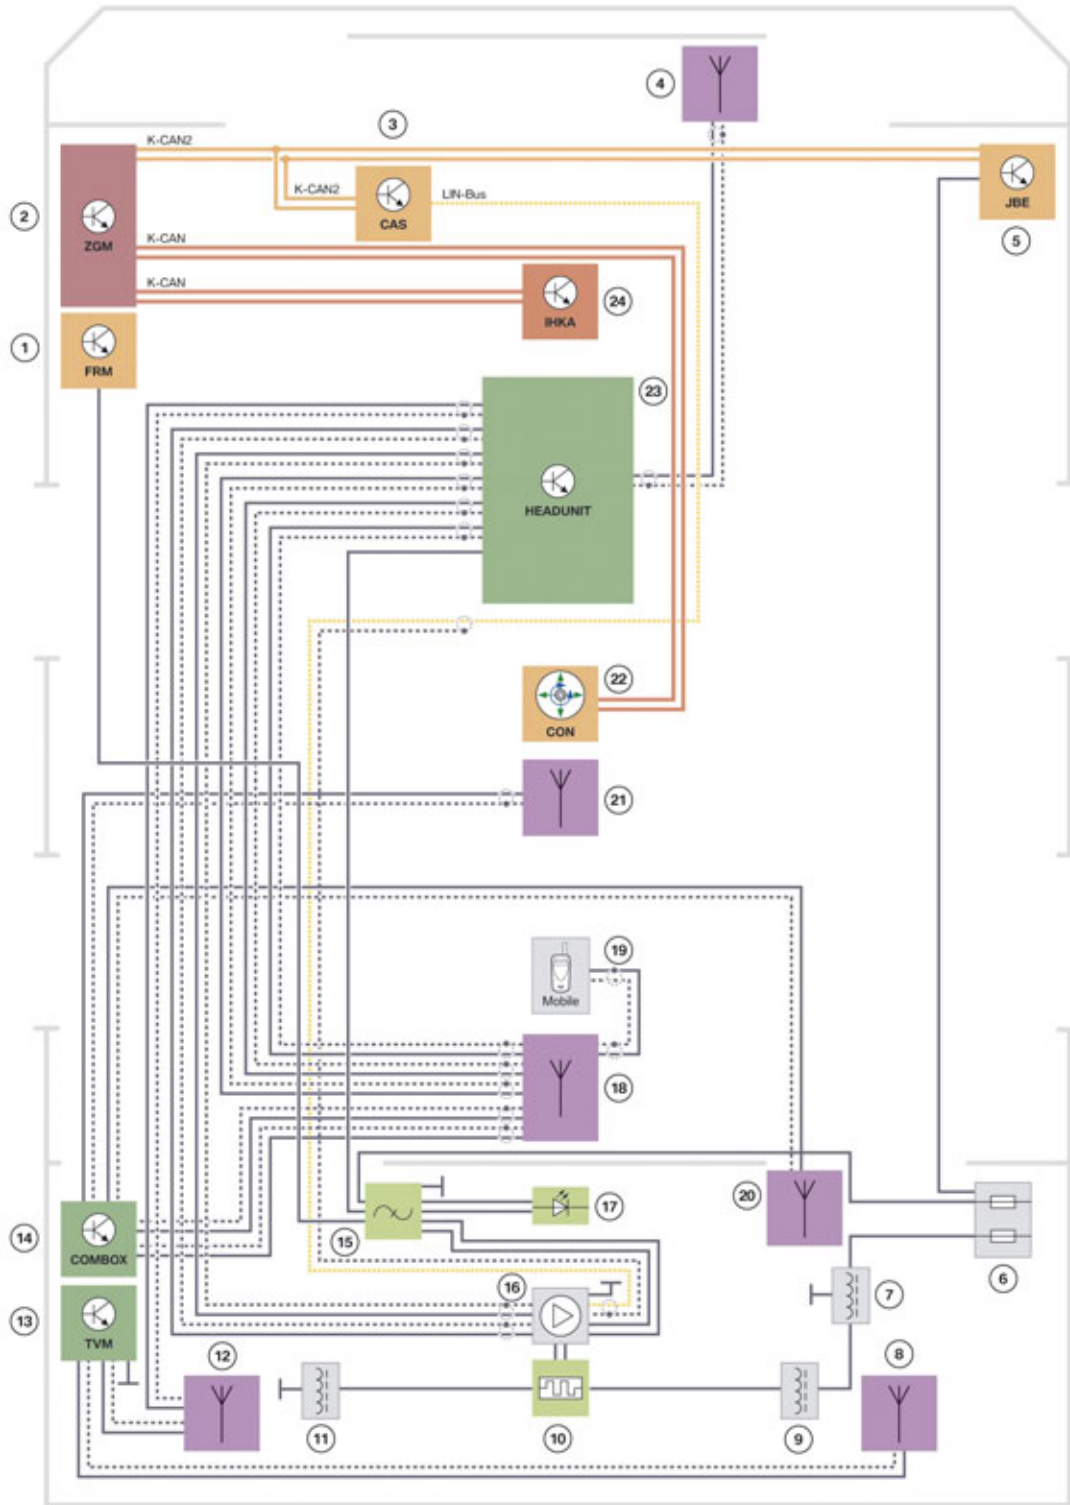 4
3
K-CAN2
K-CAN2
LIN-Bus
CAS
JBE
2
ZGM
5
K-CAN
K-CAN
IHKA
24
1
FRM
23
HEADUNIT
22
CON
21
19
Mobile
18
20
17
14
COMBOX
15
6
16
7
13
TVM
12
8
11
10
9